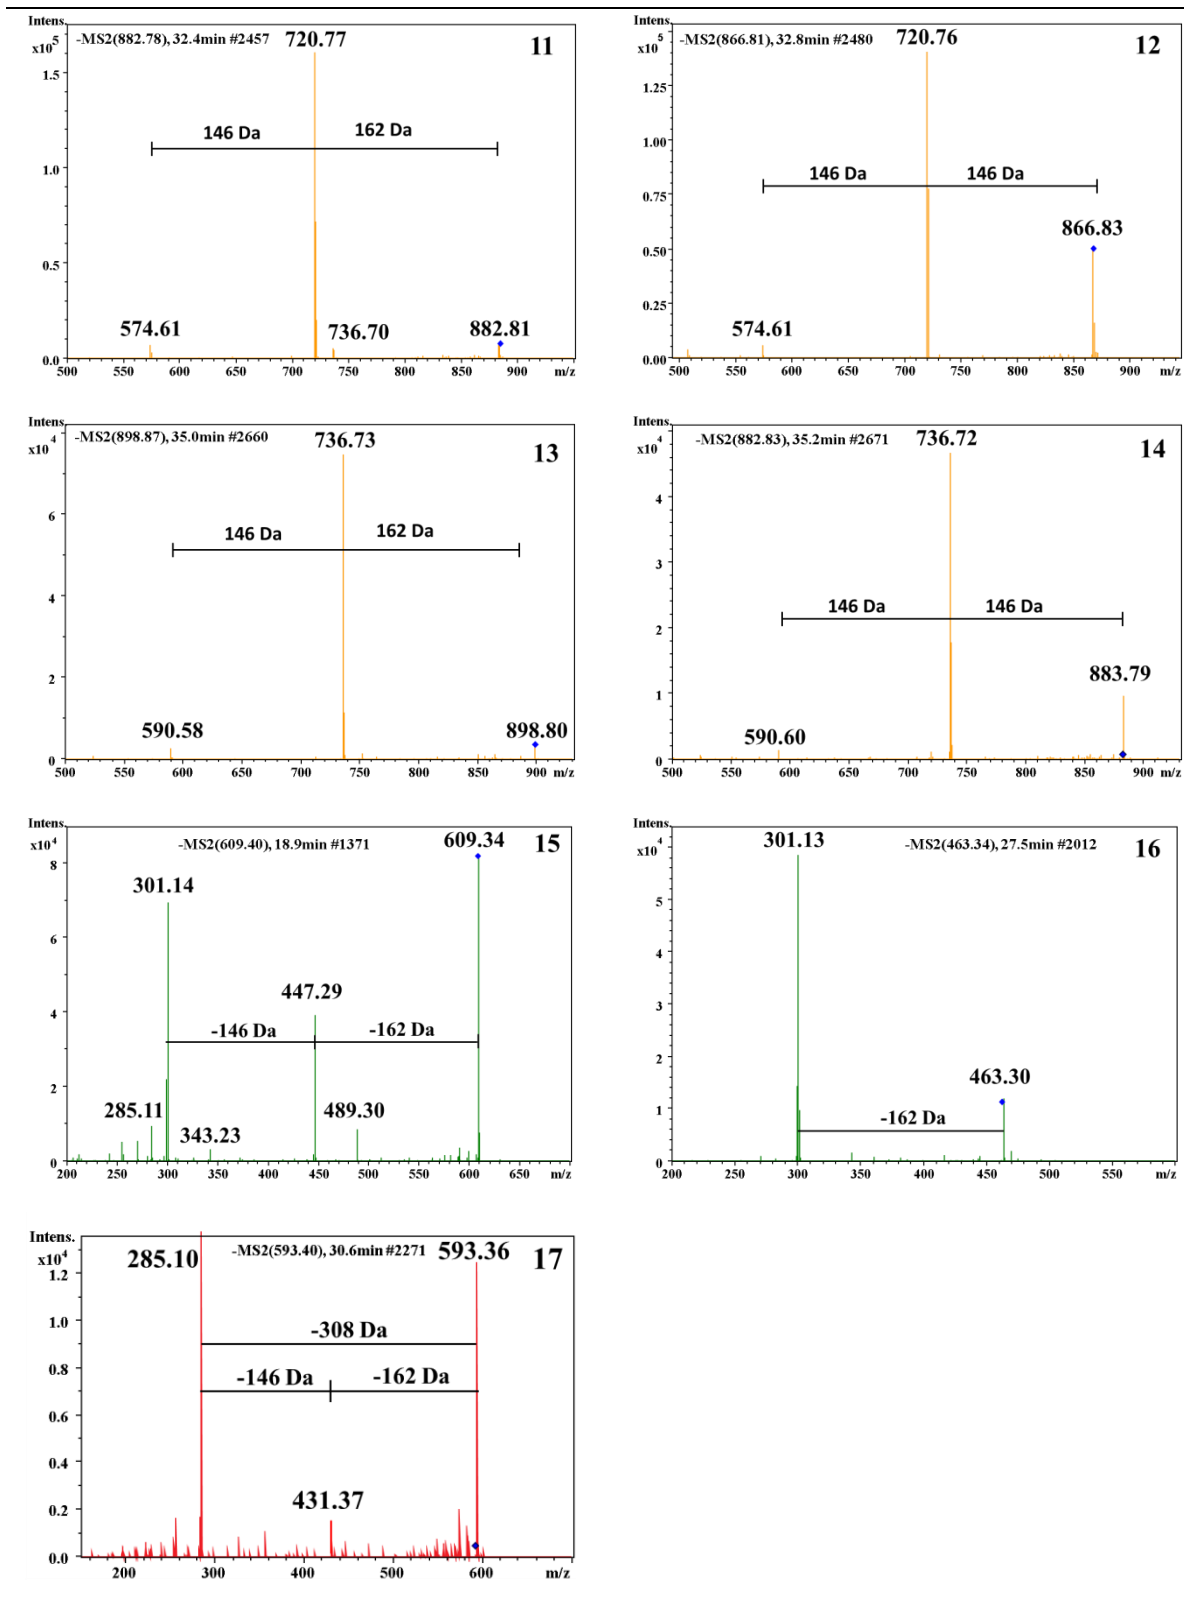 Intens.
x10^5
-MS2(882.78), 32.4min #2457
720.77
11
1.5
146 Da
162 Da
1.0
0.5
574.61
736.70
882.81
0.0
500 550 600 650 700 750 800 850 900 m/z
Intens.
x10^5
-MS2(866.81), 32.8min #2480
720.76
12
1.25
1.00
146 Da
146 Da
0.75
866.83
0.50
0.25
574.61
0.00
500 550 600 650 700 750 800 850 900 m/z
Intens.
x10^4
-MS2(898.87), 35.0min #2660
736.73
13
6
146 Da
162 Da
4
2
590.58
898.80
0
500 550 600 650 700 750 800 850 900 m/z
Intens.
x10^4
-MS2(882.83), 35.2min #2671
736.72
14
4
3
146 Da
146 Da
2
883.79
1
590.60
0
500 550 600 650 700 750 800 850 900 m/z
Intens.
x10^4
-MS2(609.40), 18.9min #1371
609.34
15
8
301.14
6
447.29
4
-146 Da
-162 Da
2
285.11
489.30
343.23
0
200 250 300 350 400 450 500 550 600 650 m/z
Intens.
x10^4
301.13
-MS2(463.34), 27.5min #2012
16
5
4
3
2
463.30
1
-162 Da
0
200 250 300 350 400 450 500 550 m/z
Intens.
x10^4
285.10
-MS2(593.40), 30.6min #2271
593.36
17
1.2
1.0
-308 Da
0.8
-146 Da
-162 Da
0.6
0.4
431.37
0.2
0.0
200 300 400 500 600 m/z